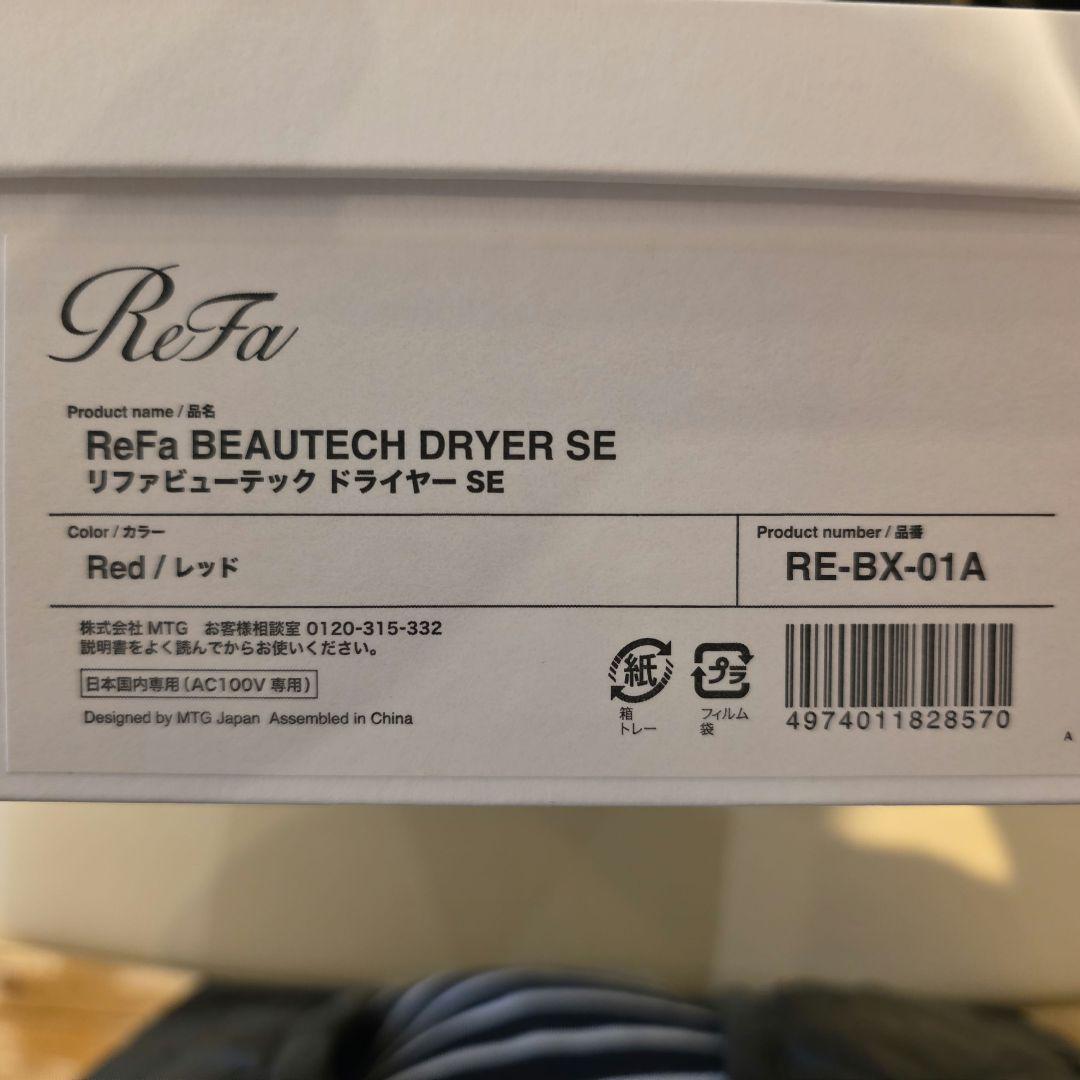 ReFa
Product name / 品名
ReFa BEAUTECH DRYER SE
リファビューテック ドライヤー SE
Color / カラー
Red / レッド
Product number / 品番
RE-BX-01A
株式会社 MTG お客様相談室 0120-315-332
説明書をよく読んでからお使いください。
日本国内専用(AC100V 専用)
Designed by MTG Japan Assembled in China
紙
箱
トレー
プラ
フィルム
袋
4974011828570
A